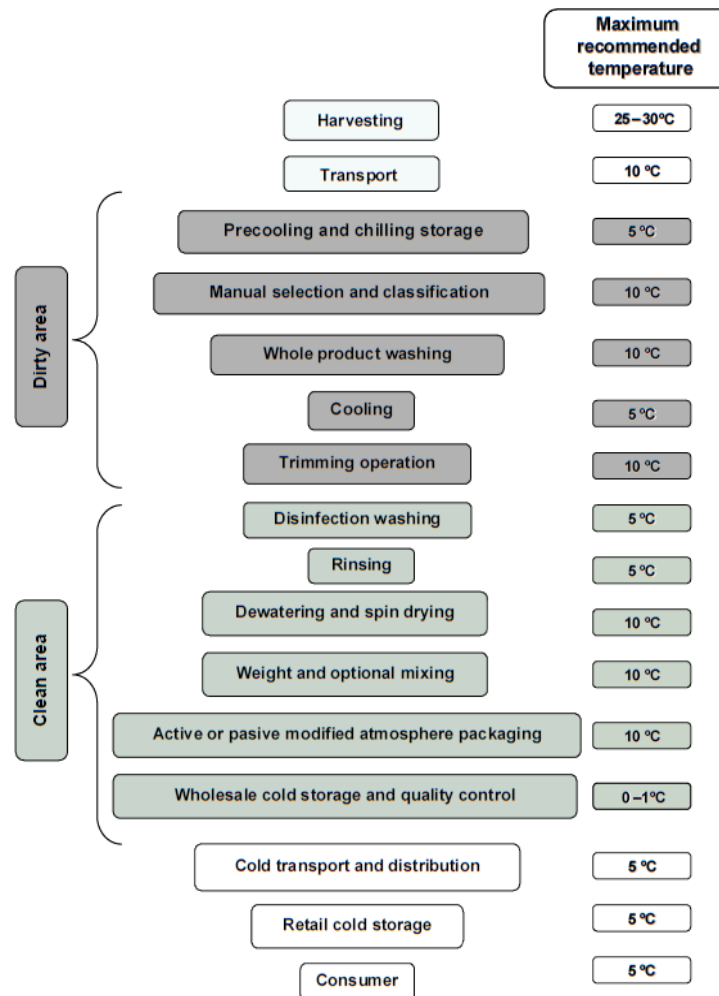 Maximum
recommended
temperature
Harvesting
25–30ºC
Transport
10 ºC
Dirty area
Precooling and chilling storage
5 ºC
Manual selection and classification
10 ºC
Whole product washing
10 ºC
Cooling
5 ºC
Trimming operation
10 ºC
Clean area
Disinfection washing
5 ºC
Rinsing
5 ºC
Dewatering and spin drying
10 ºC
Weight and optional mixing
10 ºC
Active or pasive modified atmosphere packaging
10 ºC
Wholesale cold storage and quality control
0–1ºC
Cold transport and distribution
5 ºC
Retail cold storage
5 ºC
Consumer
5 ºC